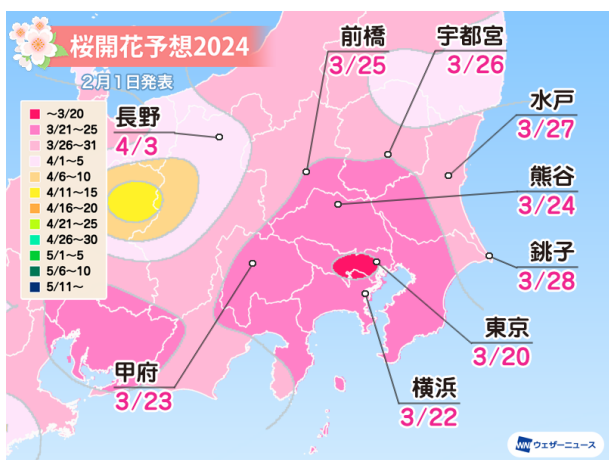 桜開花予想2024
2月1日発表
前橋
3/25
宇都宮
3/26
水戸
3/27
長野
4/3
熊谷
3/24
銚子
3/28
東京
3/20
横浜
3/22
甲府
3/23
~3/20
3/21~25
3/26~31
4/1~5
4/6~10
4/11~15
4/16~20
4/21~25
4/26~30
5/1~5
5/6~10
5/11~
WNI ウェザーニュース